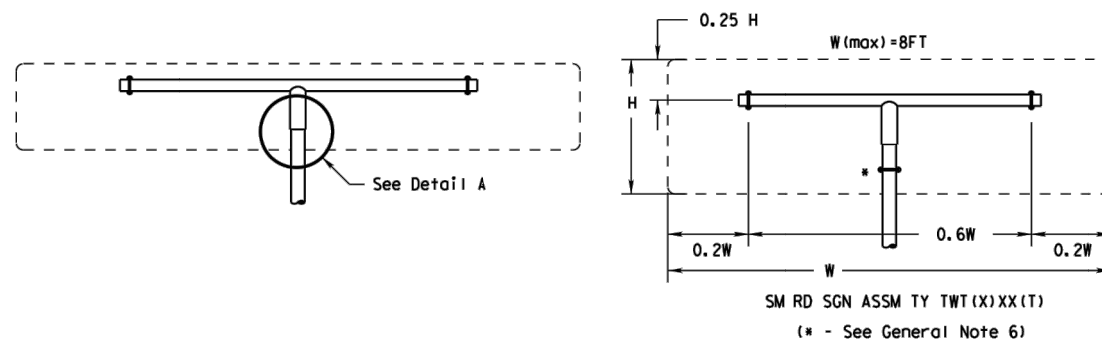 See Detail A
0.25 H
W(max)=8FT
H
*
0.2W
0.6W
0.2W
W
SM RD SGN ASSM TY TWT(X)XX(T)
(* - See General Note 6)